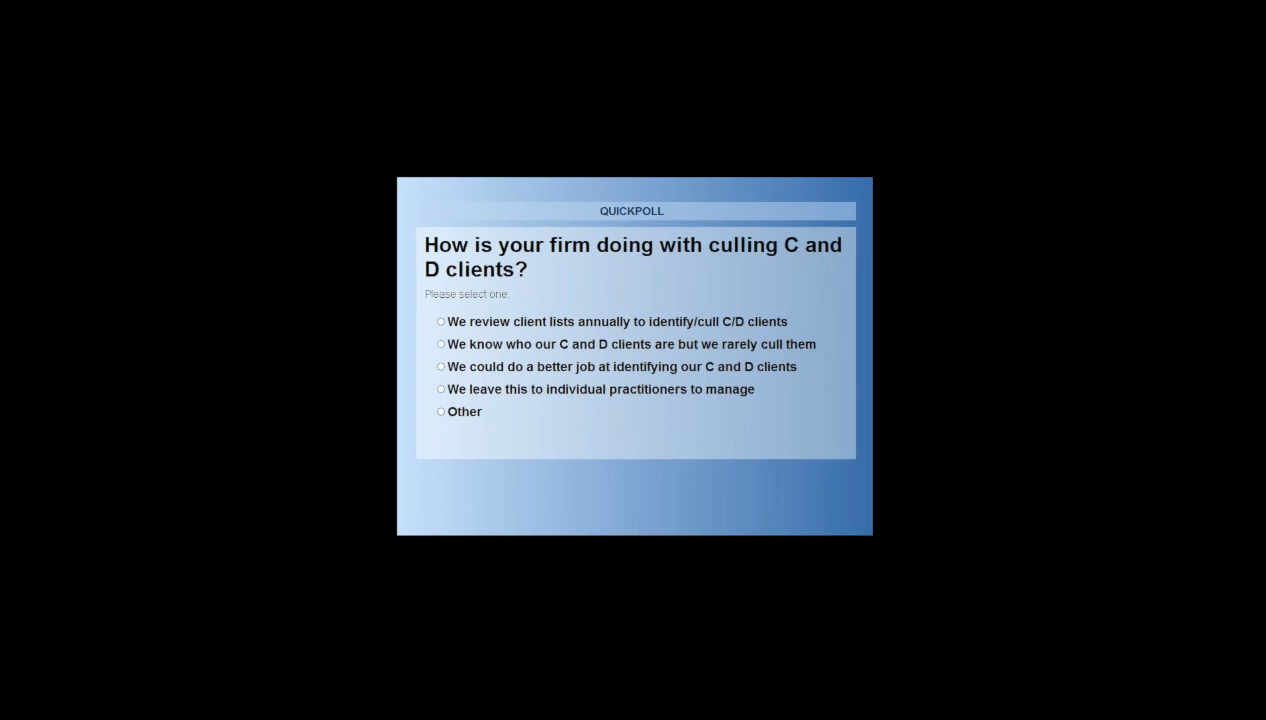 QUICKPOLL
How is your firm doing with culling C and
D clients?
Please select one:
We review client lists annually to identify/cull C/D clients
We know who our C and D clients are but we rarely cull them
We could do a better job at identifying our C and D clients
We leave this to individual practitioners to manage
Other